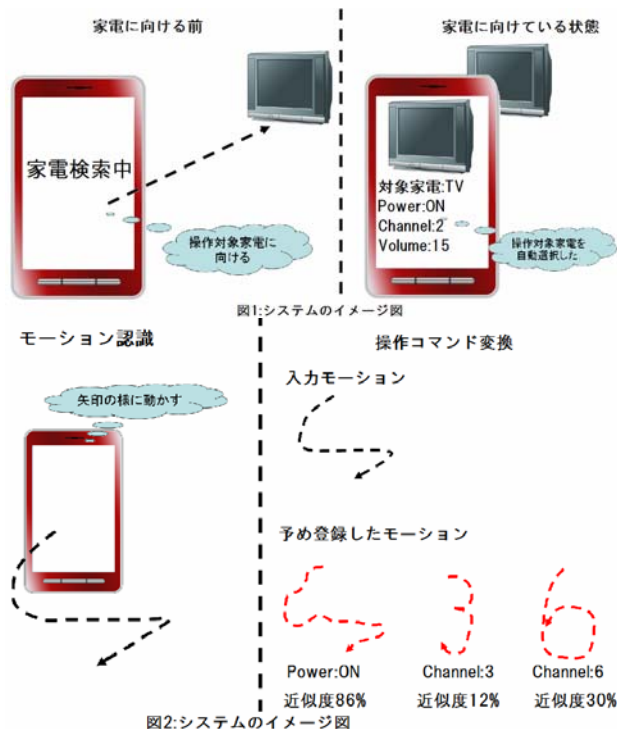 家電に向ける前
家電検索中
操作対象家電に
向ける
家電に向けている状態
対象家電:TV
Power:ON
Channel:2
Volume:15
操作対象家電を
自動選択した
図1:システムのイメージ図
モーション認識
矢印の様に動かす
操作コマンド変換
入力モーション
予め登録したモーション
Power:ON
近似度86%
Channel:3
近似度12%
Channel:6
近似度30%
図2:システムのイメージ図